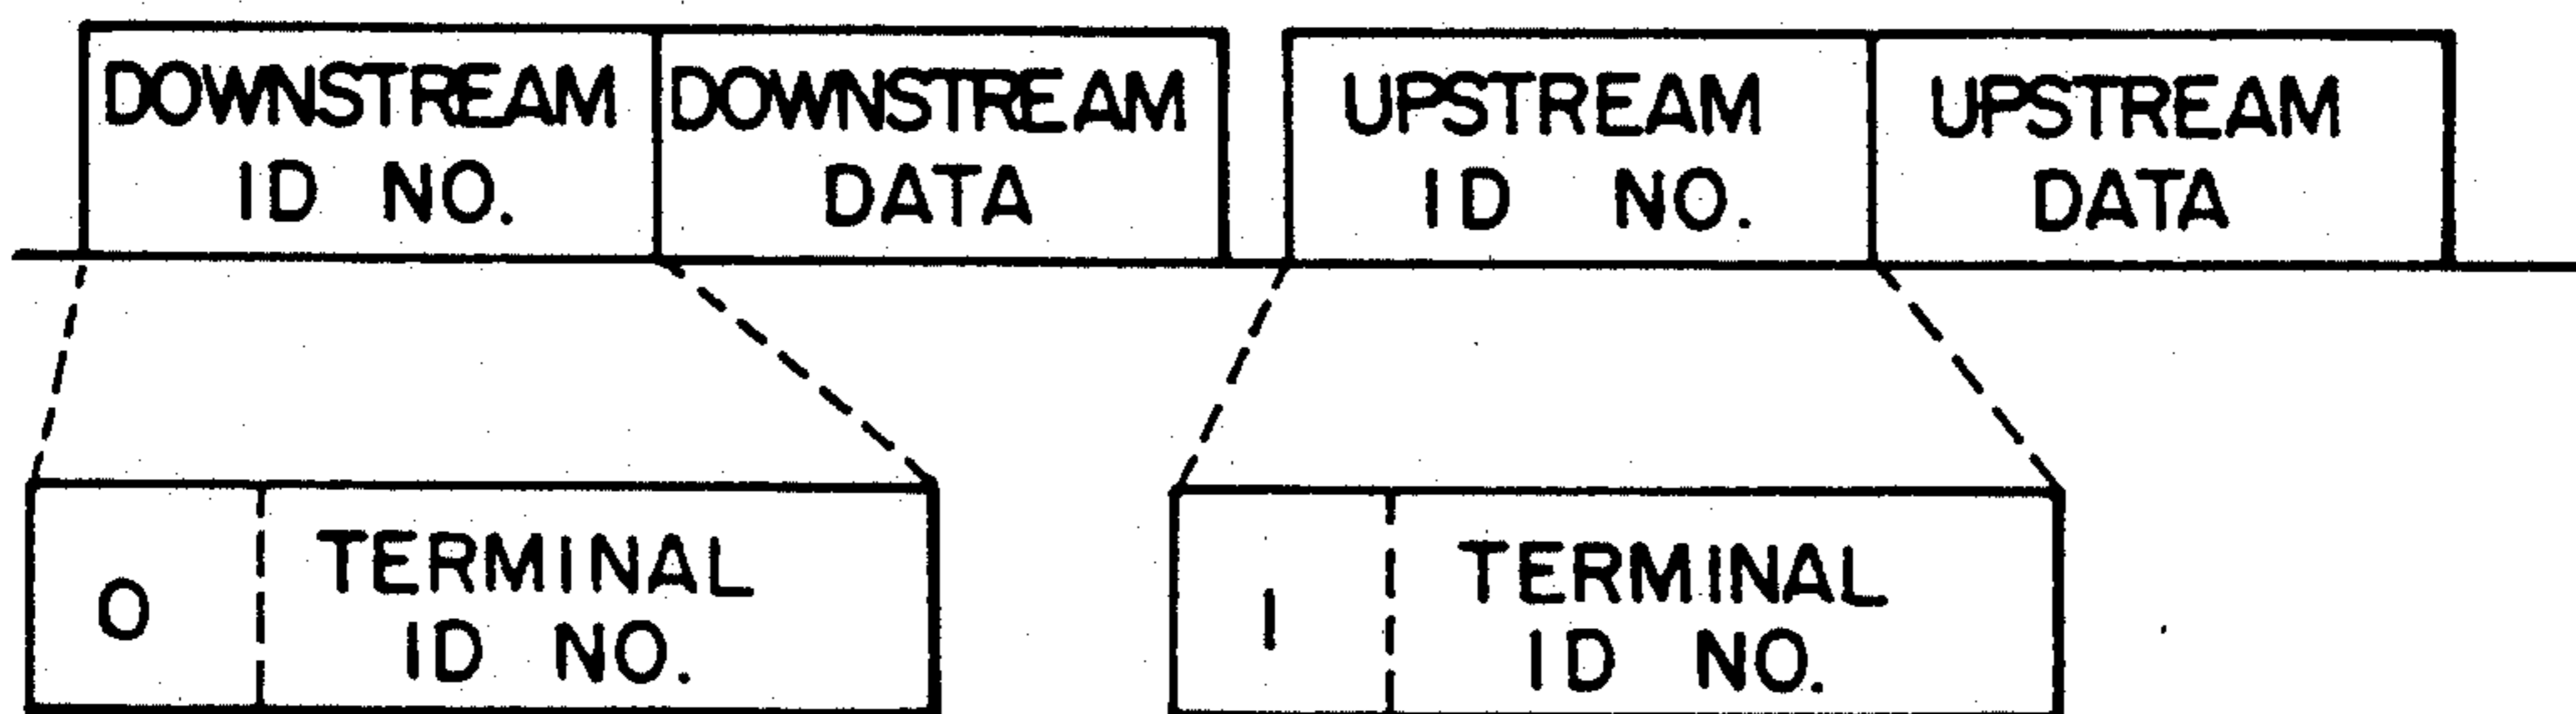 DOWNSTREAM
ID NO.
DOWNSTREAM
DATA
UPSTREAM
ID NO.
UPSTREAM
DATA
0
TERMINAL
ID NO.
1
TERMINAL
ID NO.